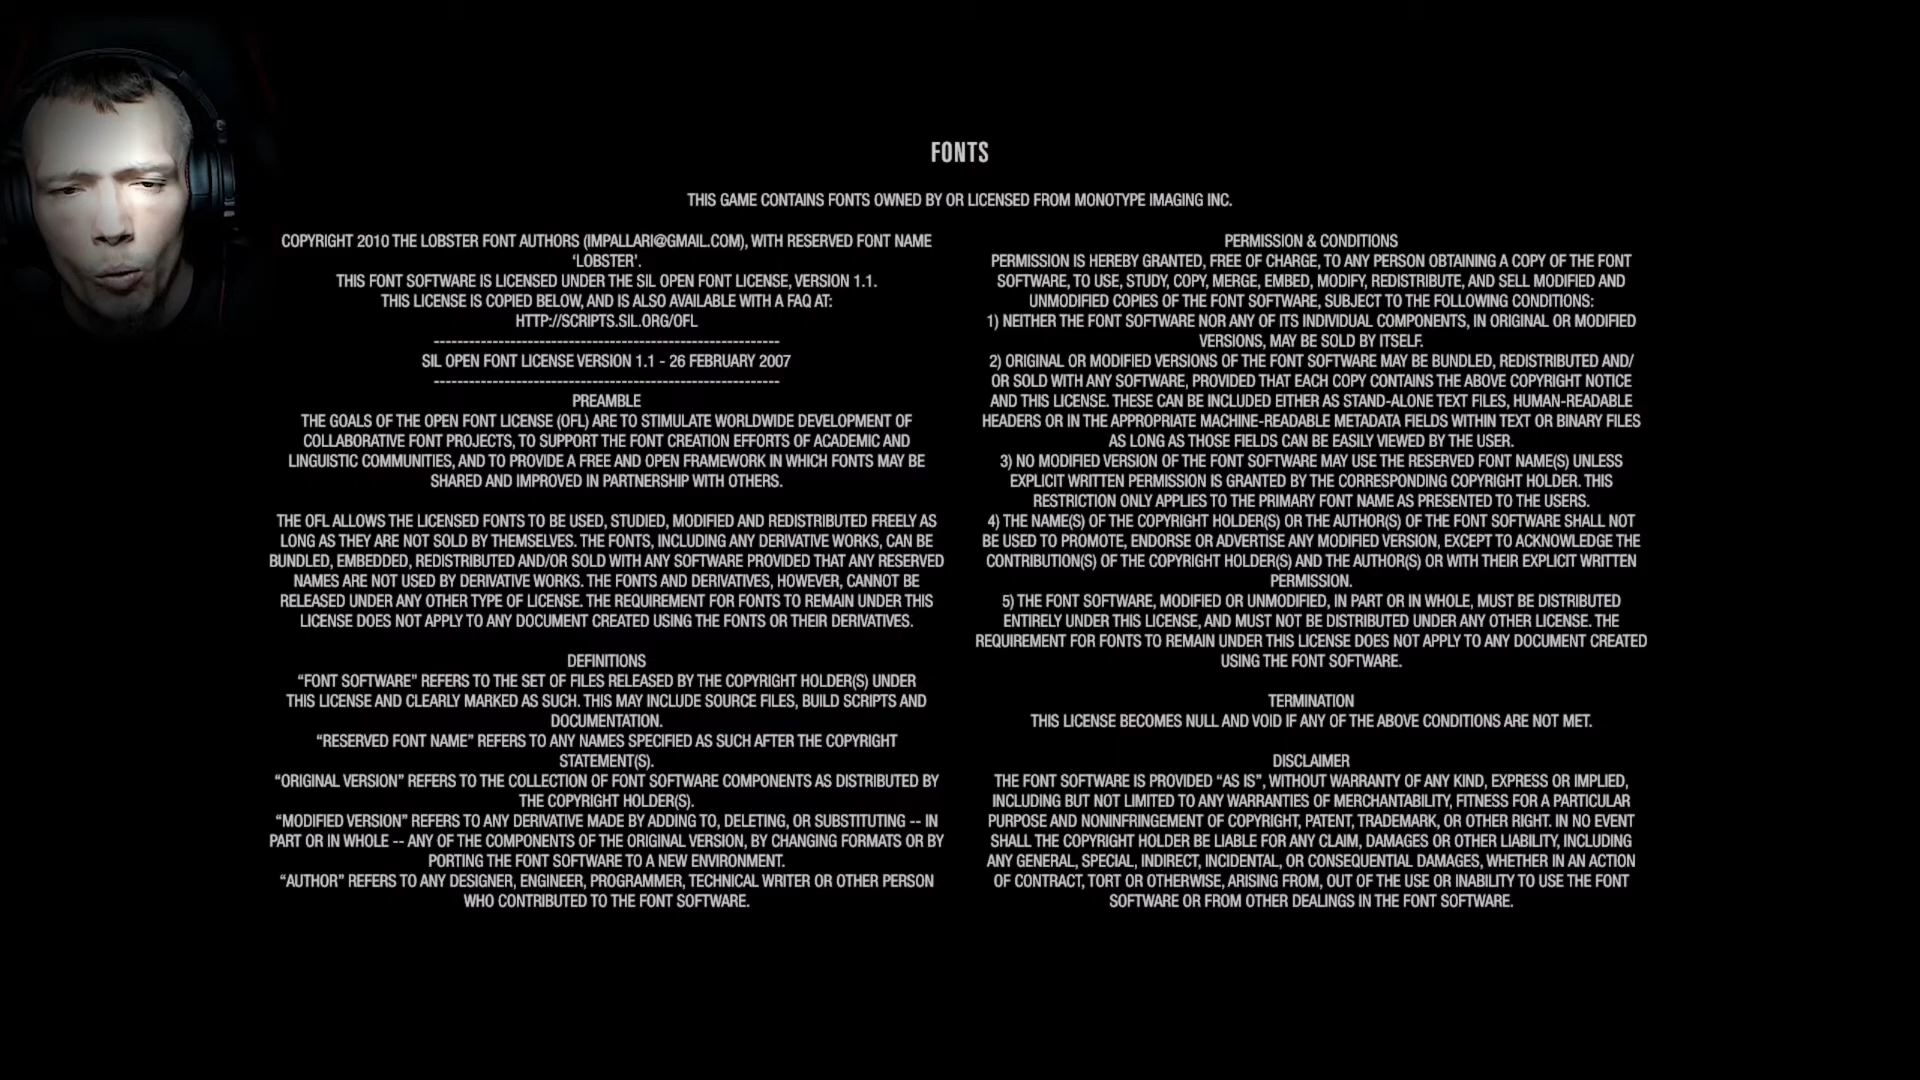 FONTS
THIS GAME CONTAINS FONTS OWNED BY OR LICENSED FROM MONOTYPE IMAGING INC.
COPYRIGHT 2010 THE LOBSTER FONT AUTHORS (IMPALLARI@GMAIL.COM), WITH RESERVED FONT NAME
‘LOBSTER’.
THIS FONT SOFTWARE IS LICENSED UNDER THE SIL OPEN FONT LICENSE, VERSION 1.1.
THIS LICENSE IS COPIED BELOW, AND IS ALSO AVAILABLE WITH A FAQ AT:
HTTP://SCRIPTS.SIL.ORG/OFL
-----------------------------------------------------------
SIL OPEN FONT LICENSE VERSION 1.1 - 26 FEBRUARY 2007
-----------------------------------------------------------
PREAMBLE
THE GOALS OF THE OPEN FONT LICENSE (OFL) ARE TO STIMULATE WORLDWIDE DEVELOPMENT OF
COLLABORATIVE FONT PROJECTS, TO SUPPORT THE FONT CREATION EFFORTS OF ACADEMIC AND
LINGUISTIC COMMUNITIES, AND TO PROVIDE A FREE AND OPEN FRAMEWORK IN WHICH FONTS MAY BE
SHARED AND IMPROVED IN PARTNERSHIP WITH OTHERS.
THE OFL ALLOWS THE LICENSED FONTS TO BE USED, STUDIED, MODIFIED AND REDISTRIBUTED FREELY AS
LONG AS THEY ARE NOT SOLD BY THEMSELVES. THE FONTS, INCLUDING ANY DERIVATIVE WORKS, CAN BE
BUNDLED, EMBEDDED, REDISTRIBUTED AND/OR SOLD WITH ANY SOFTWARE PROVIDED THAT ANY RESERVED
NAMES ARE NOT USED BY DERIVATIVE WORKS. THE FONTS AND DERIVATIVES, HOWEVER, CANNOT BE
RELEASED UNDER ANY OTHER TYPE OF LICENSE. THE REQUIREMENT FOR FONTS TO REMAIN UNDER THIS
LICENSE DOES NOT APPLY TO ANY DOCUMENT CREATED USING THE FONTS OR THEIR DERIVATIVES.
DEFINITIONS
“FONT SOFTWARE” REFERS TO THE SET OF FILES RELEASED BY THE COPYRIGHT HOLDER(S) UNDER
THIS LICENSE AND CLEARLY MARKED AS SUCH. THIS MAY INCLUDE SOURCE FILES, BUILD SCRIPTS AND
DOCUMENTATION.
“RESERVED FONT NAME” REFERS TO ANY NAMES SPECIFIED AS SUCH AFTER THE COPYRIGHT
STATEMENT(S).
“ORIGINAL VERSION” REFERS TO THE COLLECTION OF FONT SOFTWARE COMPONENTS AS DISTRIBUTED BY
THE COPYRIGHT HOLDER(S).
“MODIFIED VERSION” REFERS TO ANY DERIVATIVE MADE BY ADDING TO, DELETING, OR SUBSTITUTING -- IN
PART OR IN WHOLE -- ANY OF THE COMPONENTS OF THE ORIGINAL VERSION, BY CHANGING FORMATS OR BY
PORTING THE FONT SOFTWARE TO A NEW ENVIRONMENT.
“AUTHOR” REFERS TO ANY DESIGNER, ENGINEER, PROGRAMMER, TECHNICAL WRITER OR OTHER PERSON
WHO CONTRIBUTED TO THE FONT SOFTWARE.
PERMISSION & CONDITIONS
PERMISSION IS HEREBY GRANTED, FREE OF CHARGE, TO ANY PERSON OBTAINING A COPY OF THE FONT
SOFTWARE, TO USE, STUDY, COPY, MERGE, EMBED, MODIFY, REDISTRIBUTE, AND SELL MODIFIED AND
UNMODIFIED COPIES OF THE FONT SOFTWARE, SUBJECT TO THE FOLLOWING CONDITIONS:
1) NEITHER THE FONT SOFTWARE NOR ANY OF ITS INDIVIDUAL COMPONENTS, IN ORIGINAL OR MODIFIED
VERSIONS, MAY BE SOLD BY ITSELF.
2) ORIGINAL OR MODIFIED VERSIONS OF THE FONT SOFTWARE MAY BE BUNDLED, REDISTRIBUTED AND/
OR SOLD WITH ANY SOFTWARE, PROVIDED THAT EACH COPY CONTAINS THE ABOVE COPYRIGHT NOTICE
AND THIS LICENSE. THESE CAN BE INCLUDED EITHER AS STAND-ALONE TEXT FILES, HUMAN-READABLE
HEADERS OR IN THE APPROPRIATE MACHINE-READABLE METADATA FIELDS WITHIN TEXT OR BINARY FILES
AS LONG AS THOSE FIELDS CAN BE EASILY VIEWED BY THE USER.
3) NO MODIFIED VERSION OF THE FONT SOFTWARE MAY USE THE RESERVED FONT NAME(S) UNLESS
EXPLICIT WRITTEN PERMISSION IS GRANTED BY THE CORRESPONDING COPYRIGHT HOLDER. THIS
RESTRICTION ONLY APPLIES TO THE PRIMARY FONT NAME AS PRESENTED TO THE USERS.
4) THE NAME(S) OF THE COPYRIGHT HOLDER(S) OR THE AUTHOR(S) OF THE FONT SOFTWARE SHALL NOT
BE USED TO PROMOTE, ENDORSE OR ADVERTISE ANY MODIFIED VERSION, EXCEPT TO ACKNOWLEDGE THE
CONTRIBUTION(S) OF THE COPYRIGHT HOLDER(S) AND THE AUTHOR(S) OR WITH THEIR EXPLICIT WRITTEN
PERMISSION.
5) THE FONT SOFTWARE, MODIFIED OR UNMODIFIED, IN PART OR IN WHOLE, MUST BE DISTRIBUTED
ENTIRELY UNDER THIS LICENSE, AND MUST NOT BE DISTRIBUTED UNDER ANY OTHER LICENSE. THE
REQUIREMENT FOR FONTS TO REMAIN UNDER THIS LICENSE DOES NOT APPLY TO ANY DOCUMENT CREATED
USING THE FONT SOFTWARE.
TERMINATION
THIS LICENSE BECOMES NULL AND VOID IF ANY OF THE ABOVE CONDITIONS ARE NOT MET.
DISCLAIMER
THE FONT SOFTWARE IS PROVIDED “AS IS”, WITHOUT WARRANTY OF ANY KIND, EXPRESS OR IMPLIED,
INCLUDING BUT NOT LIMITED TO ANY WARRANTIES OF MERCHANTABILITY, FITNESS FOR A PARTICULAR
PURPOSE AND NONINFRINGEMENT OF COPYRIGHT, PATENT, TRADEMARK, OR OTHER RIGHT. IN NO EVENT
SHALL THE COPYRIGHT HOLDER BE LIABLE FOR ANY CLAIM, DAMAGES OR OTHER LIABILITY, INCLUDING
ANY GENERAL, SPECIAL, INDIRECT, INCIDENTAL, OR CONSEQUENTIAL DAMAGES, WHETHER IN AN ACTION
OF CONTRACT, TORT OR OTHERWISE, ARISING FROM, OUT OF THE USE OR INABILITY TO USE THE FONT
SOFTWARE OR FROM OTHER DEALINGS IN THE FONT SOFTWARE.